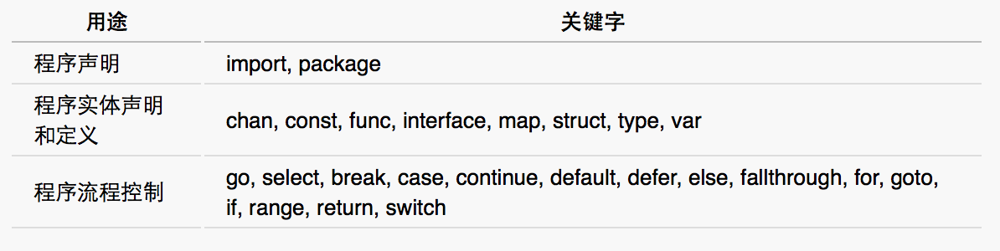 用途 关键字
程序声明 import, package
程序实体声明
和定义
chan, const, func, interface, map, struct, type, var
程序流程控制
go, select, break, case, continue, default, defer, else, fallthrough, for, goto,
if, range, return, switch